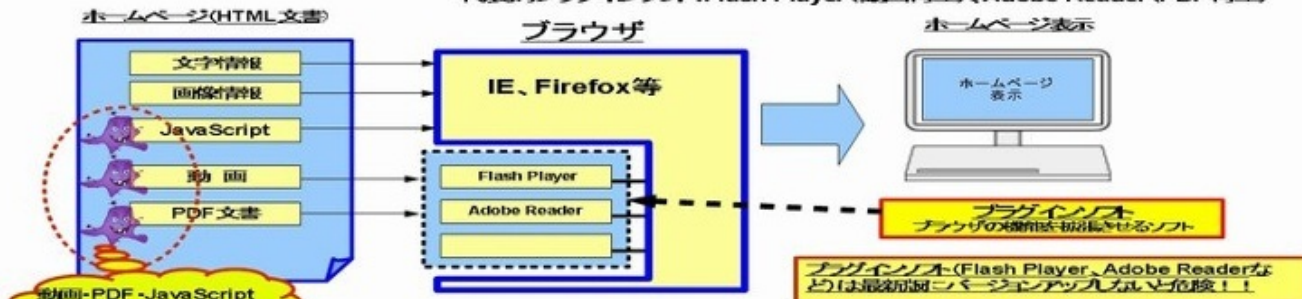 ホームページ(HTML文書)
ブラウザ
ホームページ表示
文字情報
画像情報
JavaScript
動 画
PDF文書
IE、Firefox等
Flash Player
Adobe Reader
ホームページ
表示
プラグインソフト
ブラウザの機能を拡張させるソフト
動画・PDF・JavaScript
プラグインソフト(Flash Player、Adobe Readerな
ど)は最新版にバージョンアップしないと危険！！